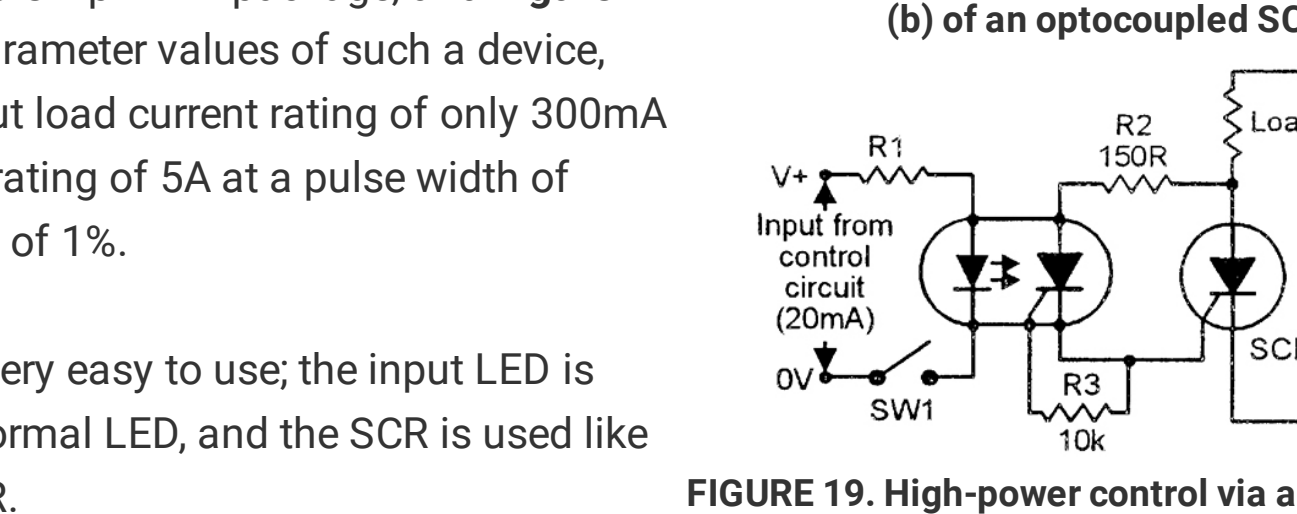 rameter values of such a device,
ut load current rating of only 300mA
rating of 5A at a pulse width of
of 1%.
ery easy to use; the input LED is
ormal LED, and the SCR is used like
R.
(b) of an optocoupled SC
R1
R2
150R
Loa
V+
Input from
control
circuit
(20mA)
0V
SW1
R3
10k
SC
FIGURE 19. High-power control via a